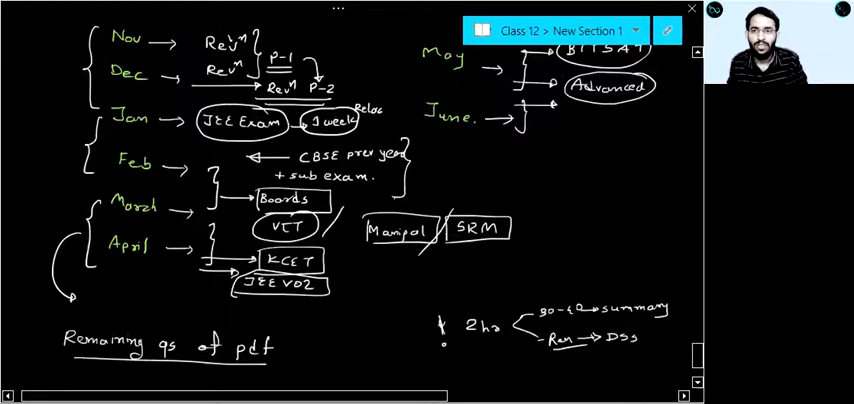 Class 12 > New Section 1
Nov → Revⁿ
Dec → Revⁿ
P-1
Revⁿ P-2
Jan → JEE Exam → 1 week
Relax
Feb
← CBSE prev year
+ sub exam.
March → Boards
VIT /
Manipal / SRM
April → KCET
JEE V02
May → BITSAT
Advanced
June. →
Remaining qs of pdf
! 2 hr
→ summary
Rem → DSS